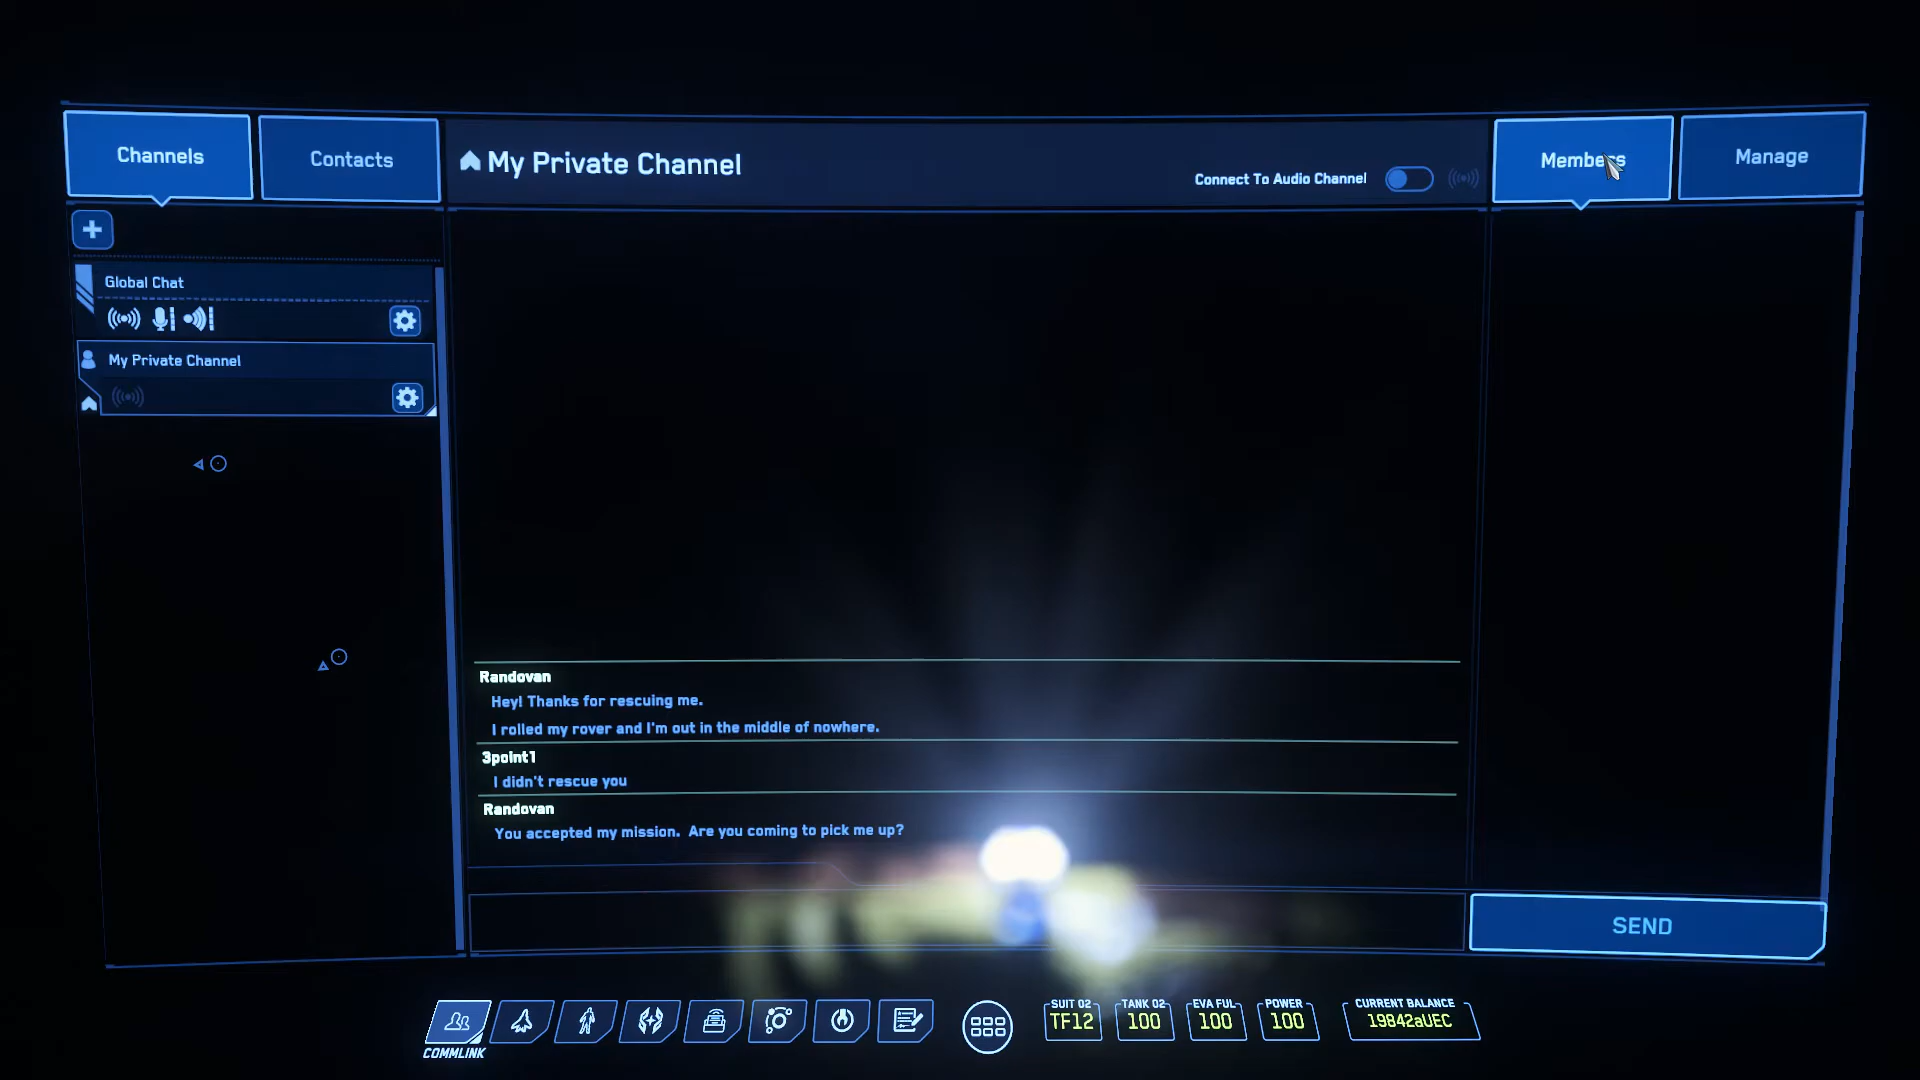 Channels
Contacts
My Private Channel
Connect To Audio Channel
Members
Manage
Global Chat
My Private Channel
Randovan
Hey! Thanks for rescuing me.
I rolled my rover and I'm out in the middle of nowhere.
3point1
I didn't rescue you
Randovan
You accepted my mission.  Are you coming to pick me up?
SEND
COMMLINK
SUIT O2
TF12
TANK O2
100
EVA FUL
100
POWER
100
CURRENT BALANCE
19842aUEC